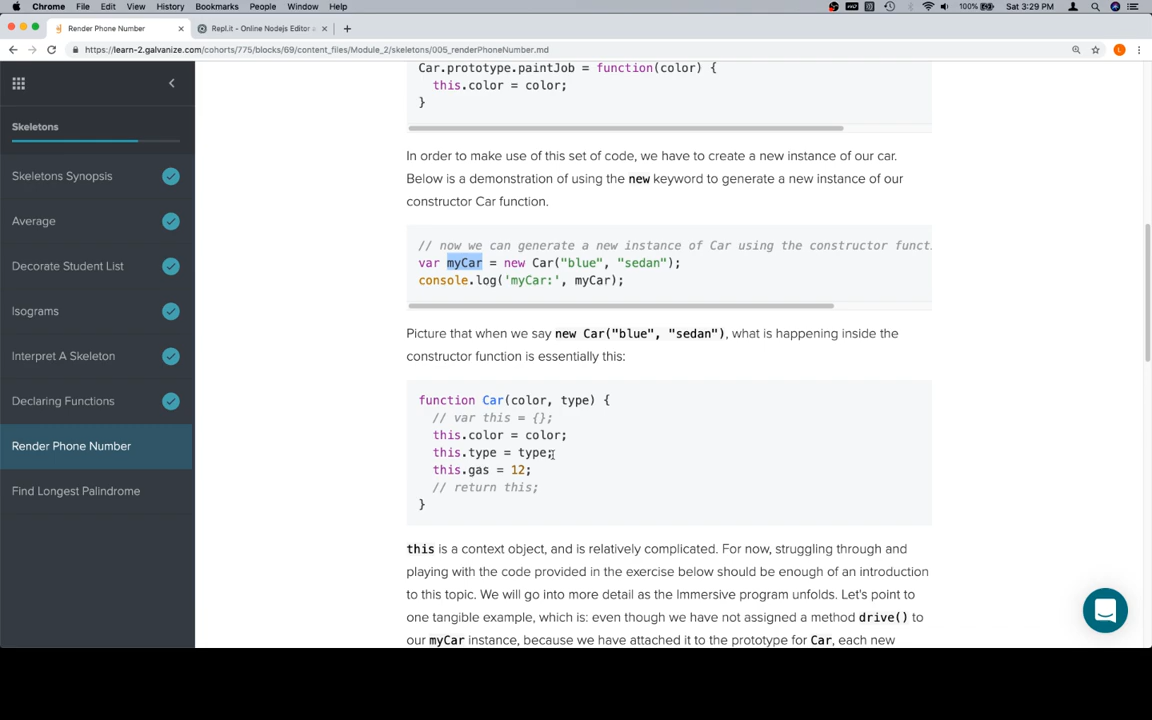 Chrome File Edit View History Bookmarks People Window Help
100% Sat 3:29 PM
Render Phone Number
Repl.it - Online Nodejs Editor a
https://learn-2.galvanize.com/cohorts/775/blocks/69/content_files/Module_2/skeletons/005_renderPhoneNumber.md
Skeletons
Skeletons Synopsis
Average
Decorate Student List
Isograms
Interpret A Skeleton
Declaring Functions
Render Phone Number
Find Longest Palindrome
Car.prototype.paintJob = function(color) {
this.color = color;
}
In order to make use of this set of code, we have to create a new instance of our car.
Below is a demonstration of using the new keyword to generate a new instance of our
constructor Car function.
// now we can generate a new instance of Car using the constructor functi
var myCar = new Car("blue", "sedan");
console.log('myCar:', myCar);
Picture that when we say new Car("blue", "sedan"), what is happening inside the
constructor function is essentially this:
function Car(color, type) {
// var this = {};
this.color = color;
this.type = type;
this.gas = 12;
// return this;
}
this is a context object, and is relatively complicated. For now, struggling through and
playing with the code provided in the exercise below should be enough of an introduction
to this topic. We will go into more detail as the Immersive program unfolds. Let's point to
one tangible example, which is: even though we have not assigned a method drive() to
our myCar instance, because we have attached it to the prototype for Car, each new